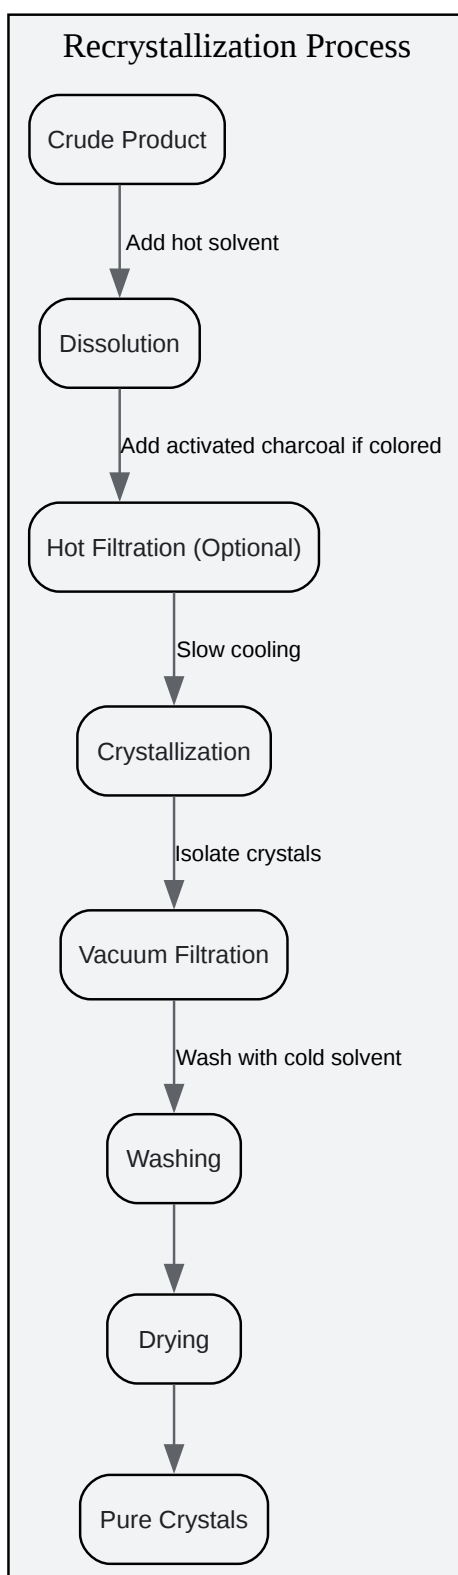 Recrystallization Process
Crude Product
Add hot solvent
Dissolution
Add activated charcoal if colored
Hot Filtration (Optional)
Slow cooling
Crystallization
Isolate crystals
Vacuum Filtration
Wash with cold solvent
Washing
Drying
Pure Crystals